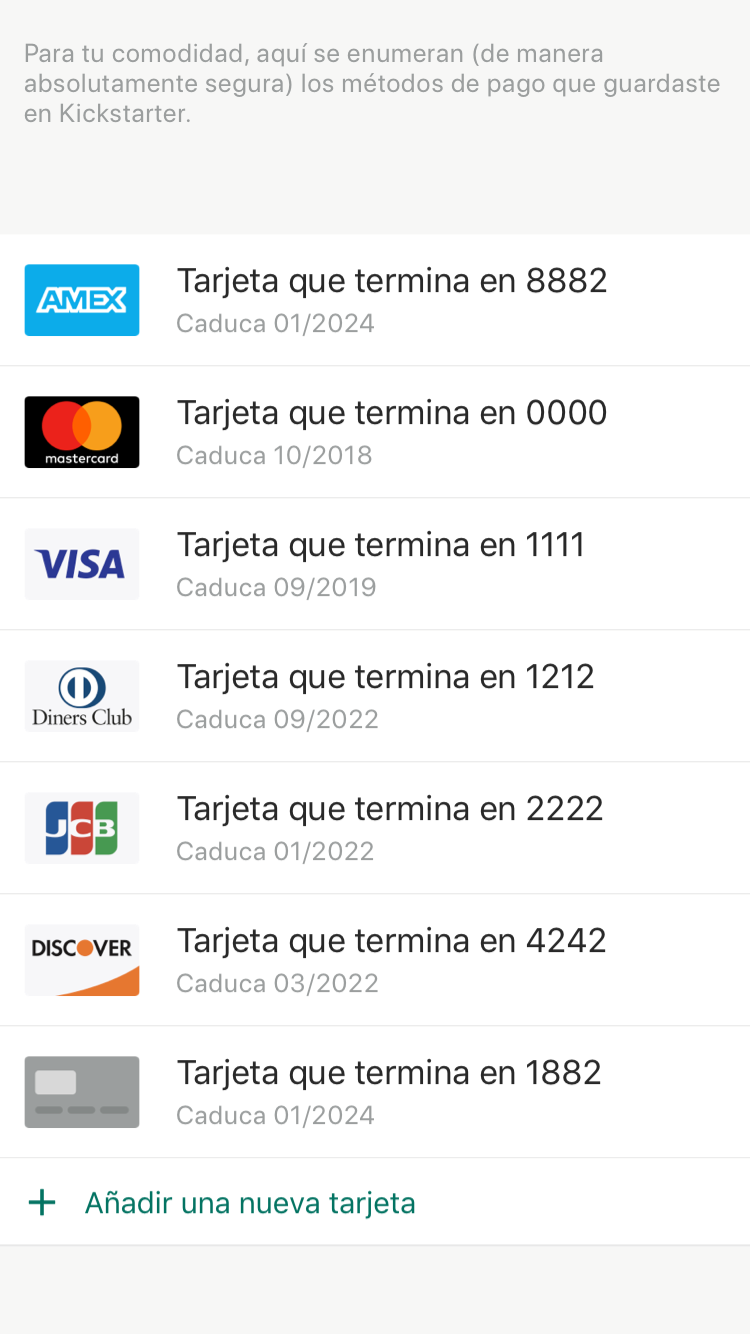 Para tu comodidad, aquí se enumeran (de manera
absolutamente segura) los métodos de pago que guardaste
en Kickstarter.
AMEX
Tarjeta que termina en 8882
Caduca 01/2024
mastercard
Tarjeta que termina en 0000
Caduca 10/2018
VISA
Tarjeta que termina en 1111
Caduca 09/2019
Diners Club
Tarjeta que termina en 1212
Caduca 09/2022
JCB
Tarjeta que termina en 2222
Caduca 01/2022
DISCOVER
Tarjeta que termina en 4242
Caduca 03/2022
Tarjeta que termina en 1882
Caduca 01/2024
+ Añadir una nueva tarjeta